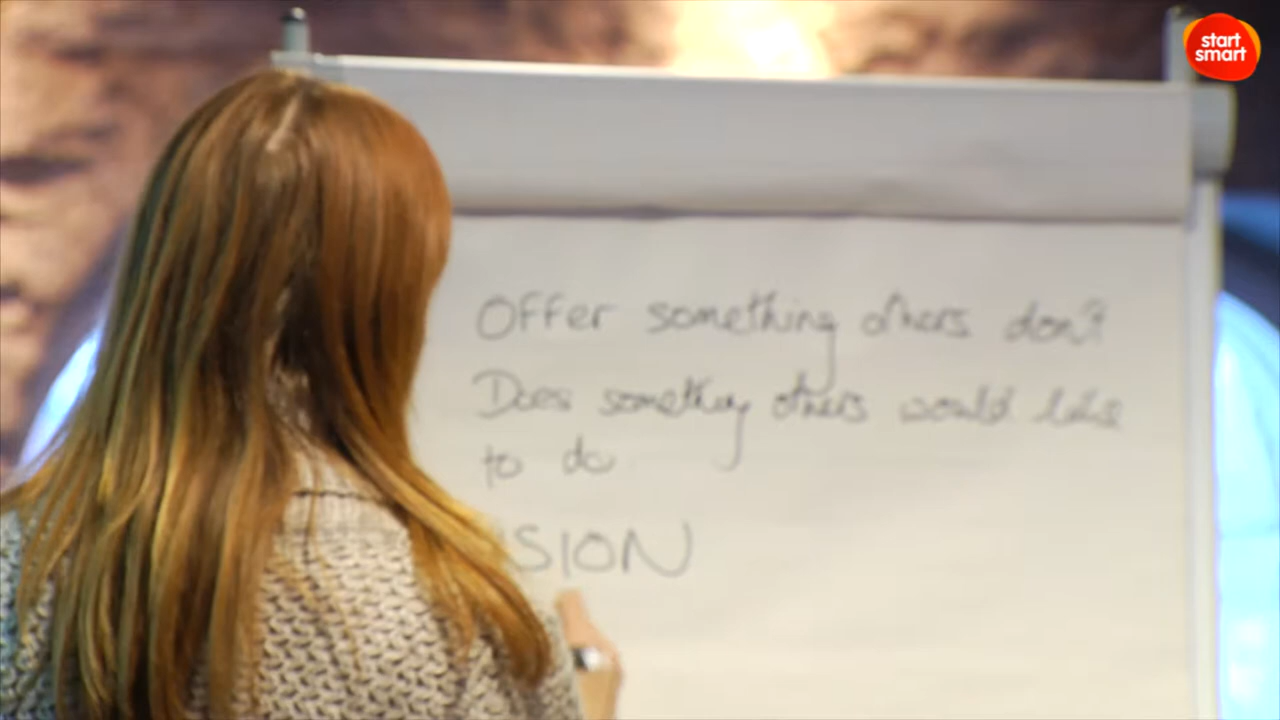 start
smart
Offer something others don't
Does something others would like
to do
SION